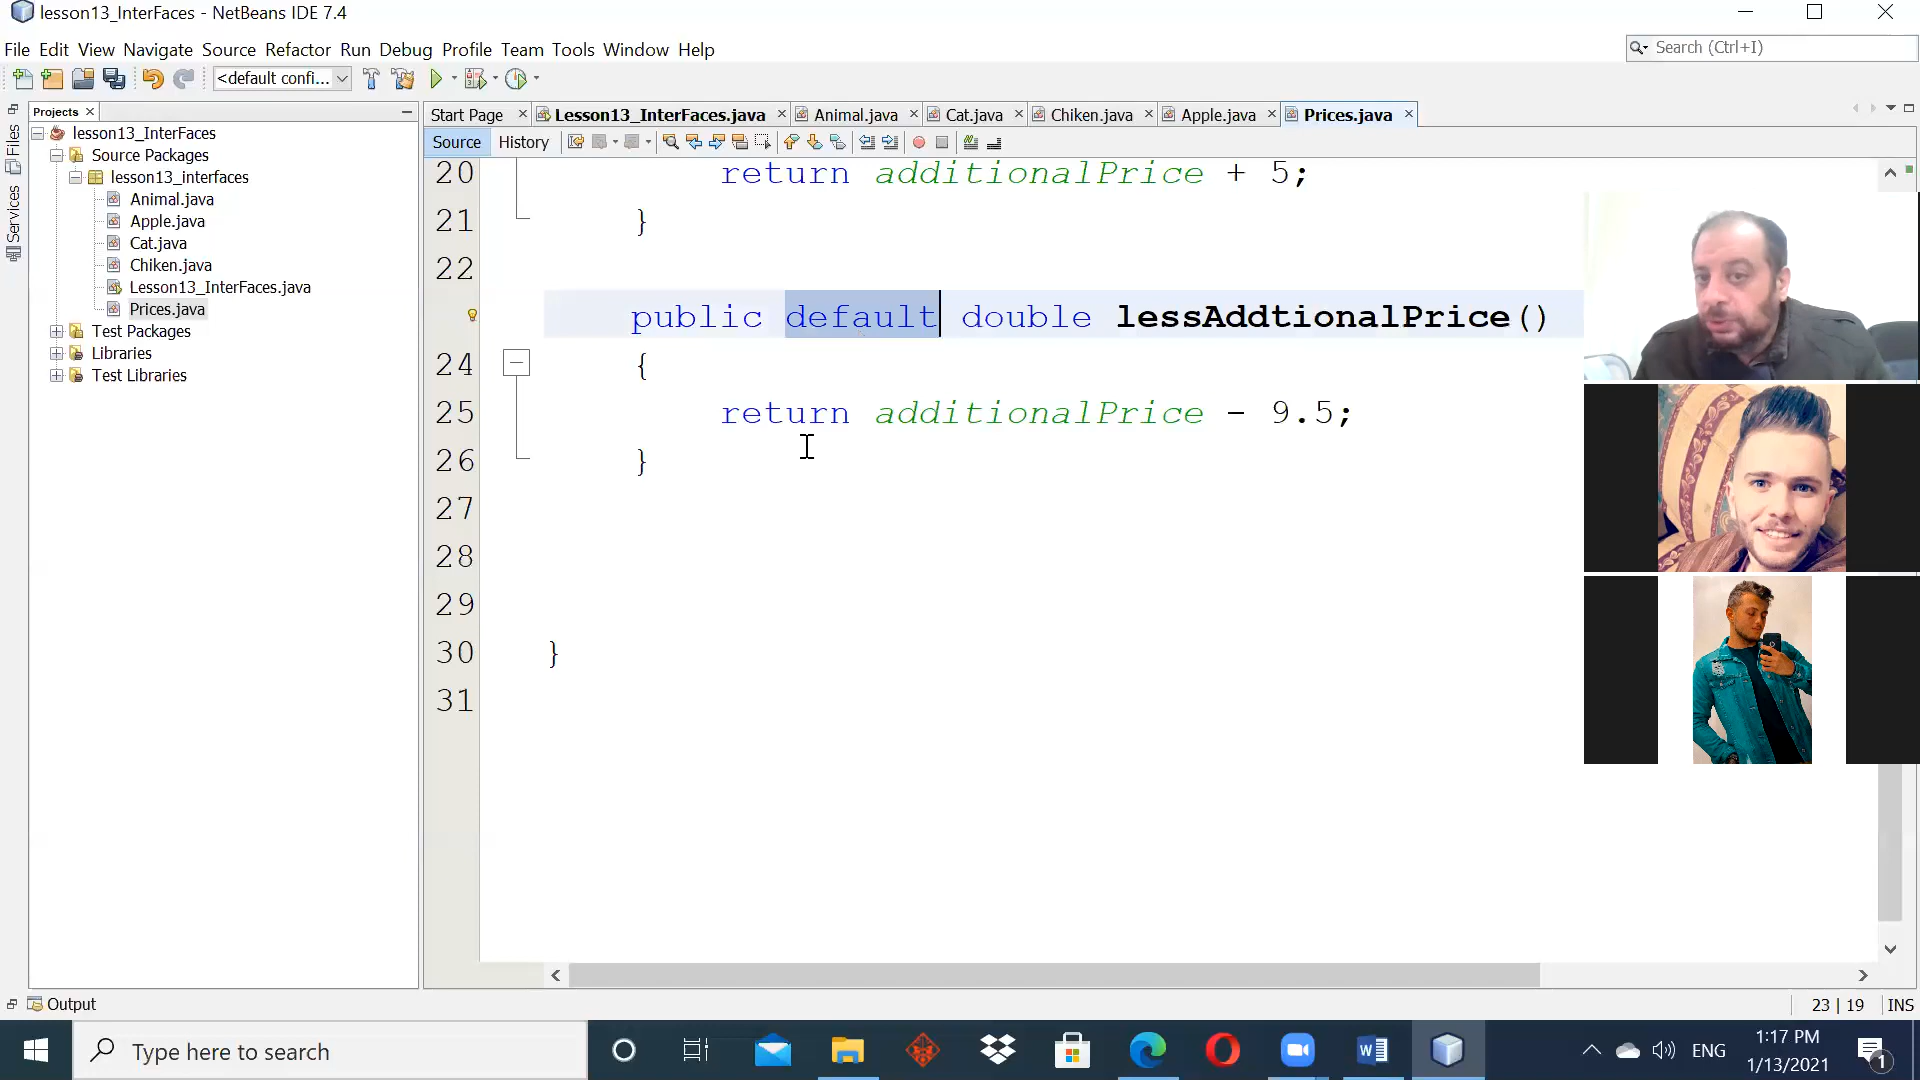 lesson13_InterFaces - NetBeans IDE 7.4
File Edit View Navigate Source Refactor Run Debug Profile Team Tools Window Help
Search (Ctrl+I)
<default confi...
Projects
Start Page
Lesson13_InterFaces.java
Animal.java
Cat.java
Chiken.java
Apple.java
Prices.java
Files
Services
lesson13_InterFaces
Source Packages
lesson13_interfaces
Animal.java
Apple.java
Cat.java
Chiken.java
Lesson13_InterFaces.java
Prices.java
Test Packages
Libraries
Test Libraries
Source History
20 return additionalPrice + 5;
21 }
22
public default double lessAddtionalPrice()
24 {
25 return additionalPrice - 9.5;
26 }
27
28
29
30 }
31
Output
23 | 19 INS
Type here to search
ENG
1:17 PM
1/13/2021
1